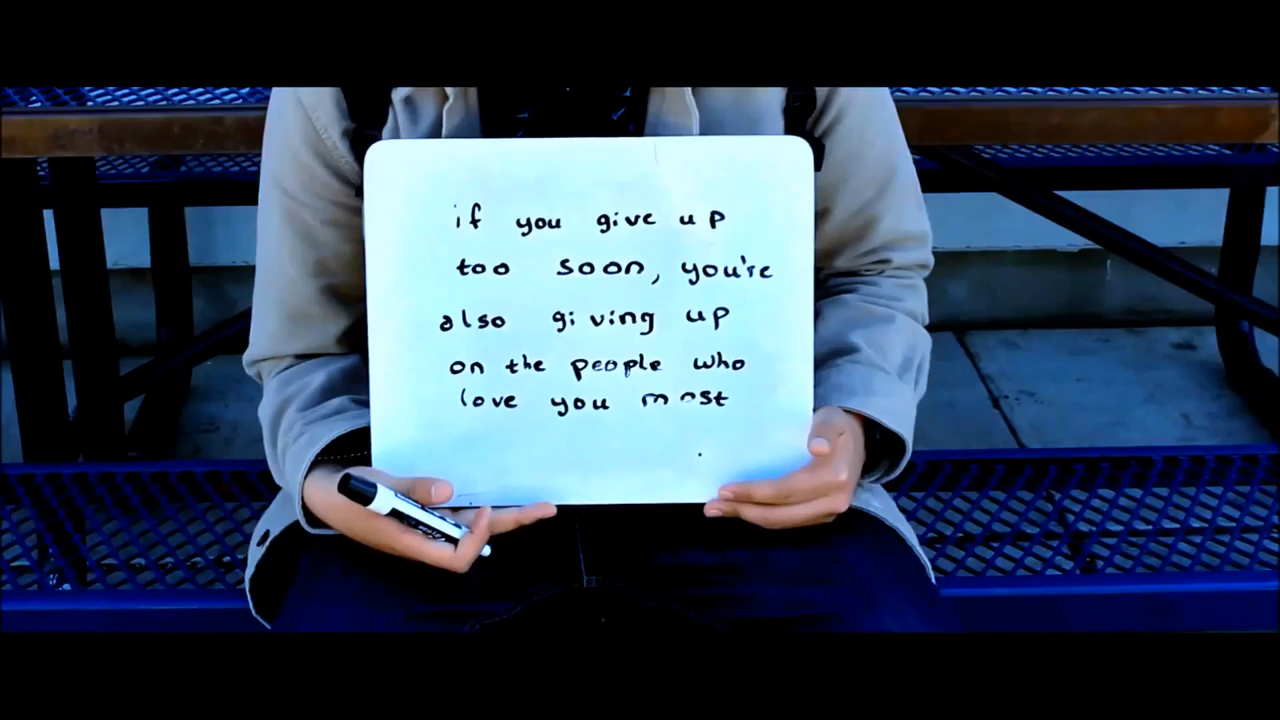 if you give up
too soon, you're
also giving up
on the people who
love you most